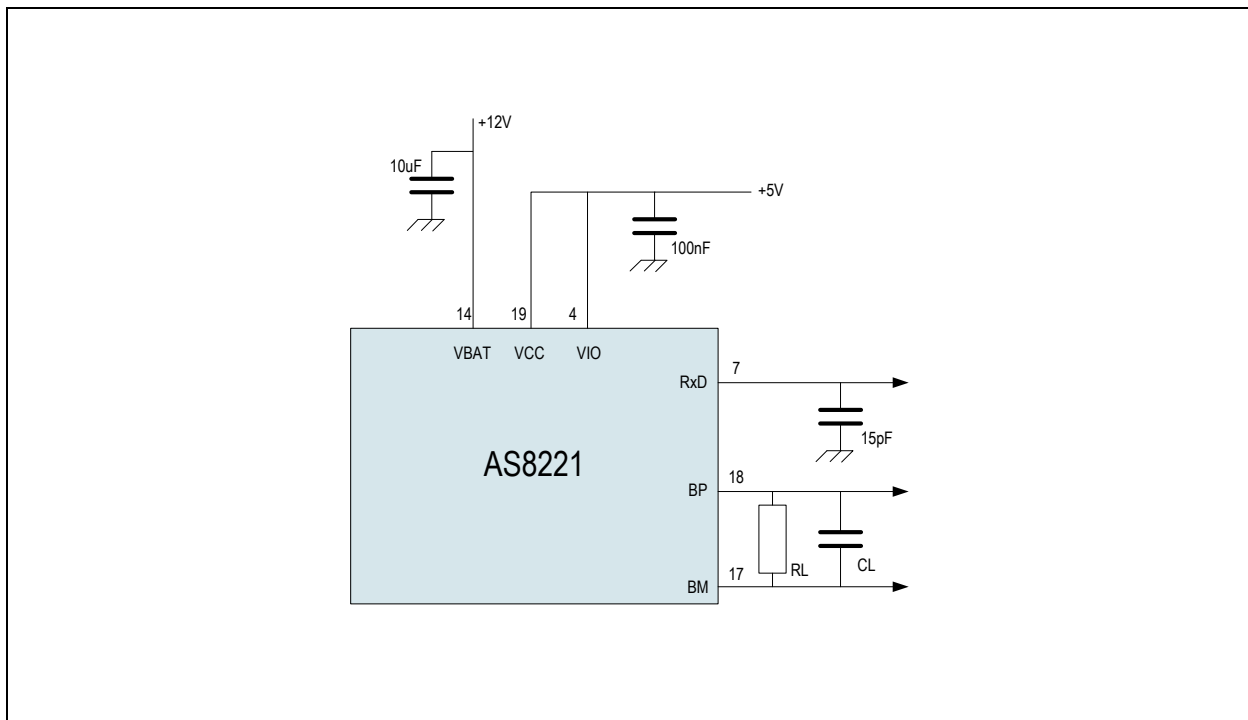 +12V
10uF
+5V
100nF
14 19 4
VBAT VCC VIO
7
RxD
15pF
AS8221
18
BP
RL
CL
17
BM